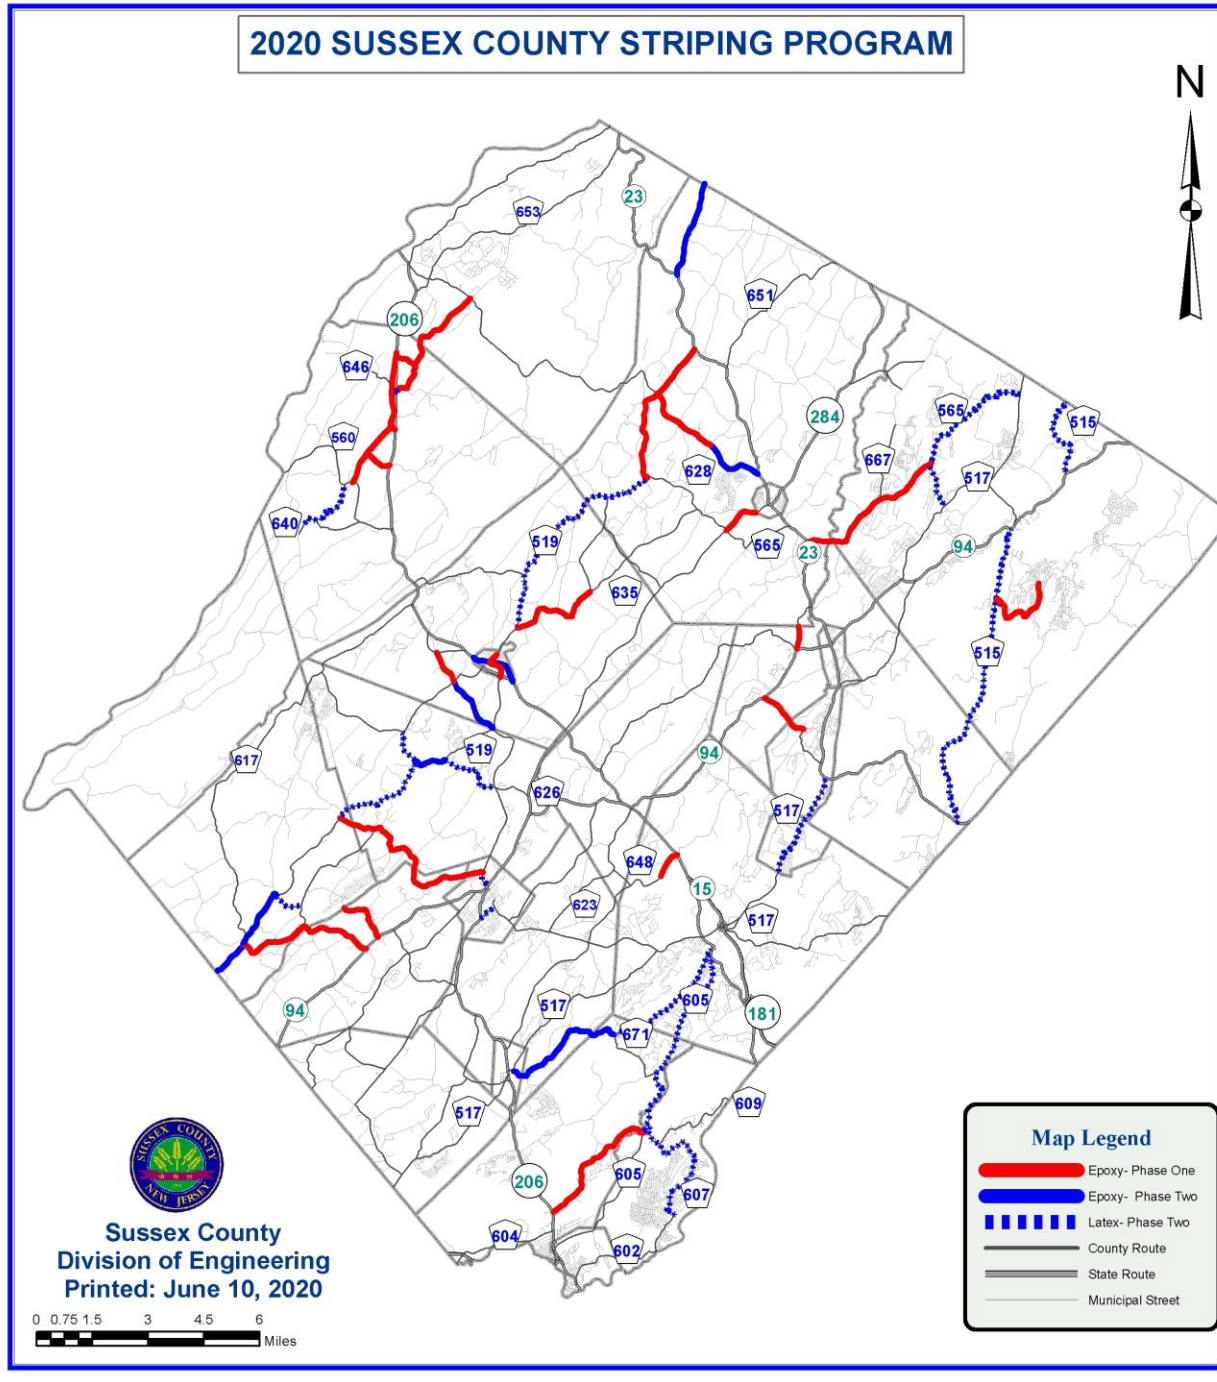 2020 SUSSEX COUNTY STRIPING PROGRAM
N
653
23
651
206
646
565
515
284
560
667
628
517
640
519
565
23
94
635
515
617
519
94
626
517
648
15
623
517
94
517
605
181
671
609
517
206
605
607
604
602
SUSSEX COUNTY
NEW JERSEY
Sussex County
Division of Engineering
Printed: June 10, 2020
0 0.75 1.5 3 4.5 6
Miles
Map Legend
Epoxy- Phase One
Epoxy- Phase Two
Latex- Phase Two
County Route
State Route
Municipal Street